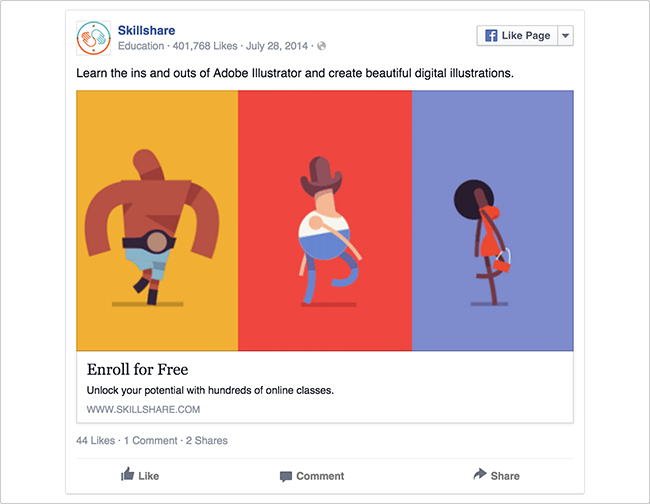 Skillshare
Education · 401,768 Likes · July 28, 2014 ·
Like Page
Learn the ins and outs of Adobe Illustrator and create beautiful digital illustrations.
Enroll for Free
Unlock your potential with hundreds of online classes.
WWW.SKILLSHARE.COM
44 Likes · 1 Comment · 2 Shares
Like Comment Share